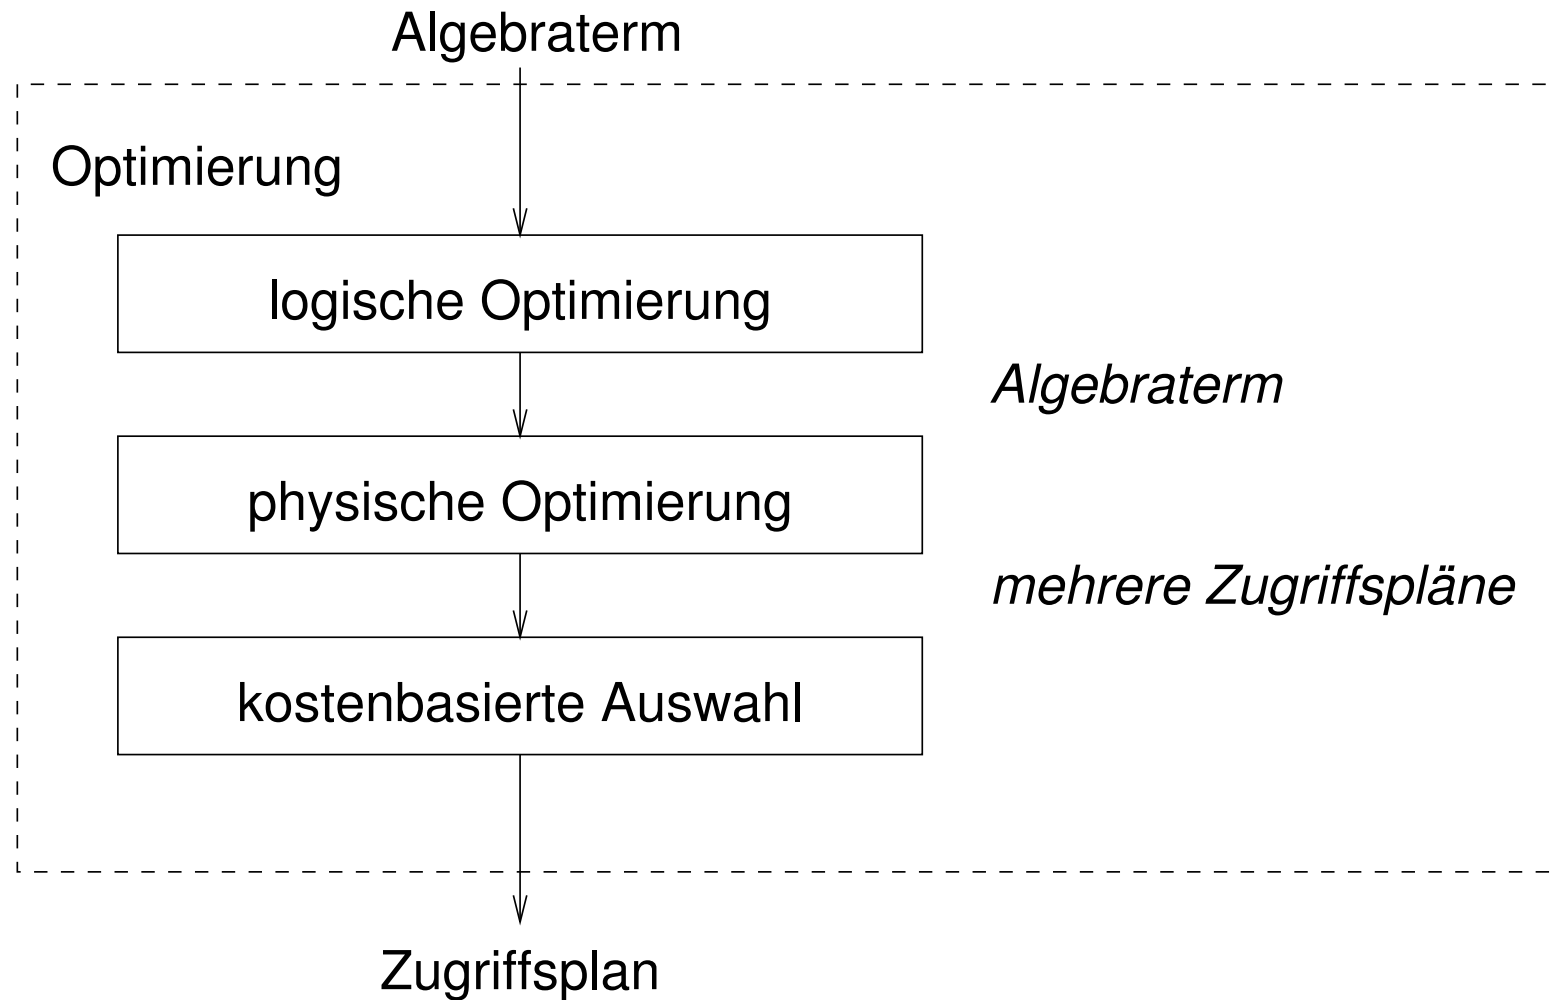 Algebraterm
Optimierung
logische Optimierung
Algebraterm
physische Optimierung
mehrere Zugriffspläne
kostenbasierte Auswahl
Zugriffsplan